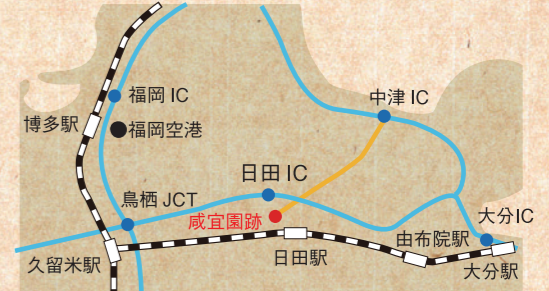 福岡 IC
博多駅
福岡空港
中津 IC
日田 IC
鳥栖 JCT
咸宜園跡
大分IC
由布院駅
久留米駅
日田駅
大分駅